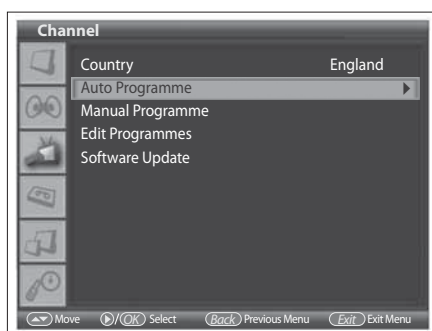 Channel
Country England
Auto Programme
Manual Programme
Edit Programmes
Software Update
Move /OK Select Back Previous Menu Exit Exit Menu